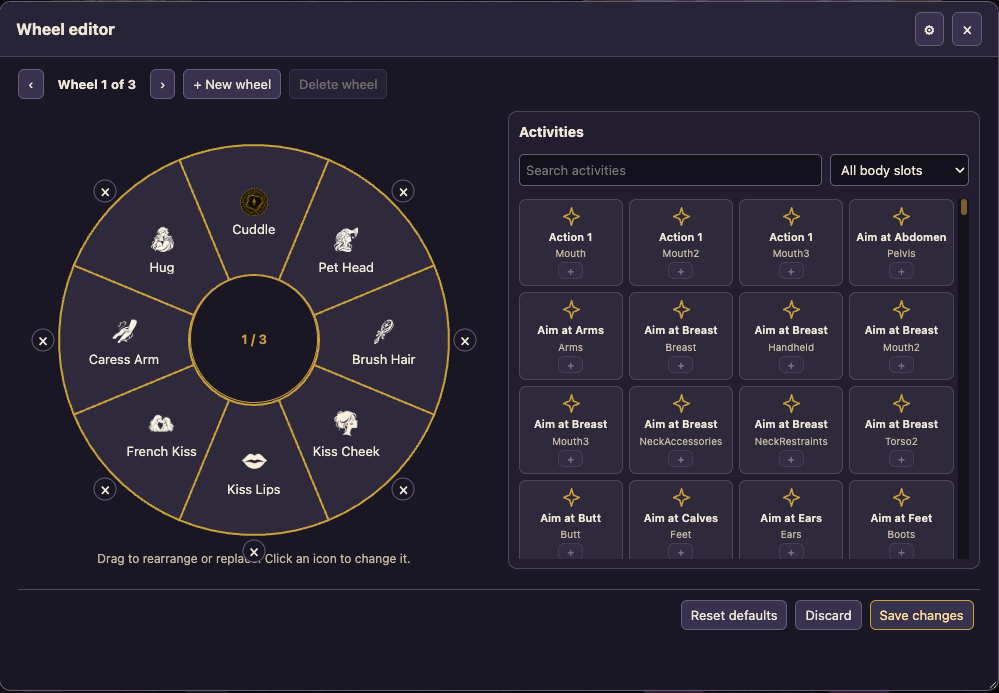 Wheel editor
Wheel 1 of 3
+ New wheel
Delete wheel
Cuddle
Hug
Pet Head
Caress Arm
1 / 3
Brush Hair
French Kiss
Kiss Cheek
Kiss Lips
Drag to rearrange or replac. Click an icon to change it.
Activities
Search activities
All body slots
Action 1
Mouth
+
Action 1
Mouth2
+
Action 1
Mouth3
+
Aim at Abdomen
Pelvis
+
Aim at Arms
Arms
+
Aim at Breast
Breast
+
Aim at Breast
Handheld
+
Aim at Breast
Mouth2
+
Aim at Breast
Mouth3
+
Aim at Breast
NeckAccessories
+
Aim at Breast
NeckRestraints
+
Aim at Breast
Torso2
+
Aim at Butt
Butt
+
Aim at Calves
Feet
+
Aim at Ears
Ears
+
Aim at Feet
Boots
+
Reset defaults
Discard
Save changes